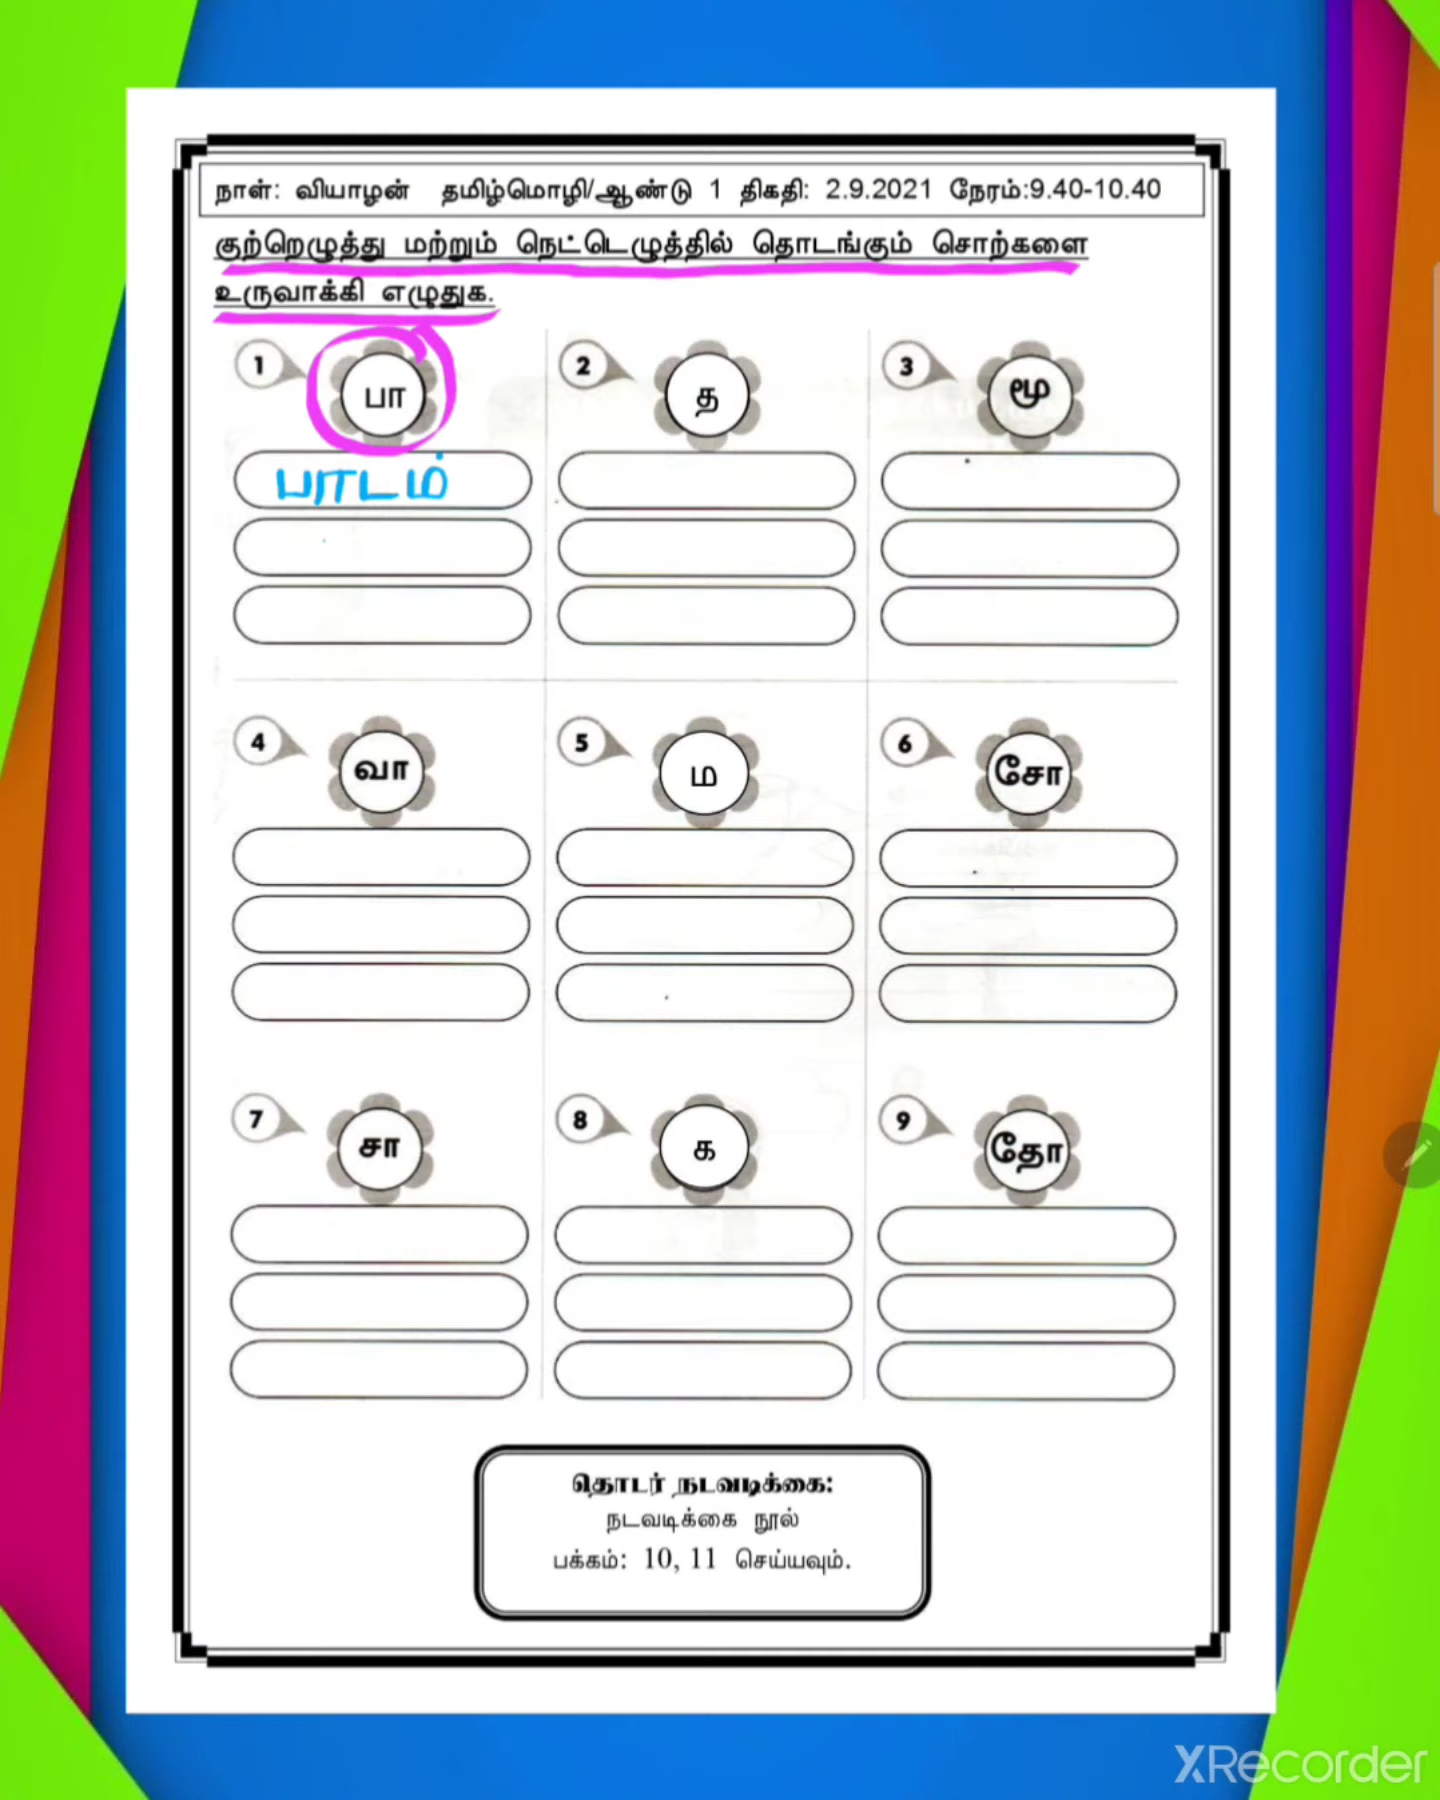 நாள்: வியாழன் தமிழ்மொழி/ஆண்டு 1 திகதி: 2.9.2021 நேரம்:9.40-10.40
குற்றெழுத்து மற்றும் நெட்டெழுத்தில் தொடங்கும் சொற்களை
உருவாக்கி எழுதுக.
1 பா
2 த
3 மூ
பாடம்
4 வா
5 ம
6 சோ
7 சா
8 க
9 தோ
தொடர் நடவடிக்கை:
நடவடிக்கை நூல்
பக்கம்: 10, 11 செய்யவும்.
XRecorder